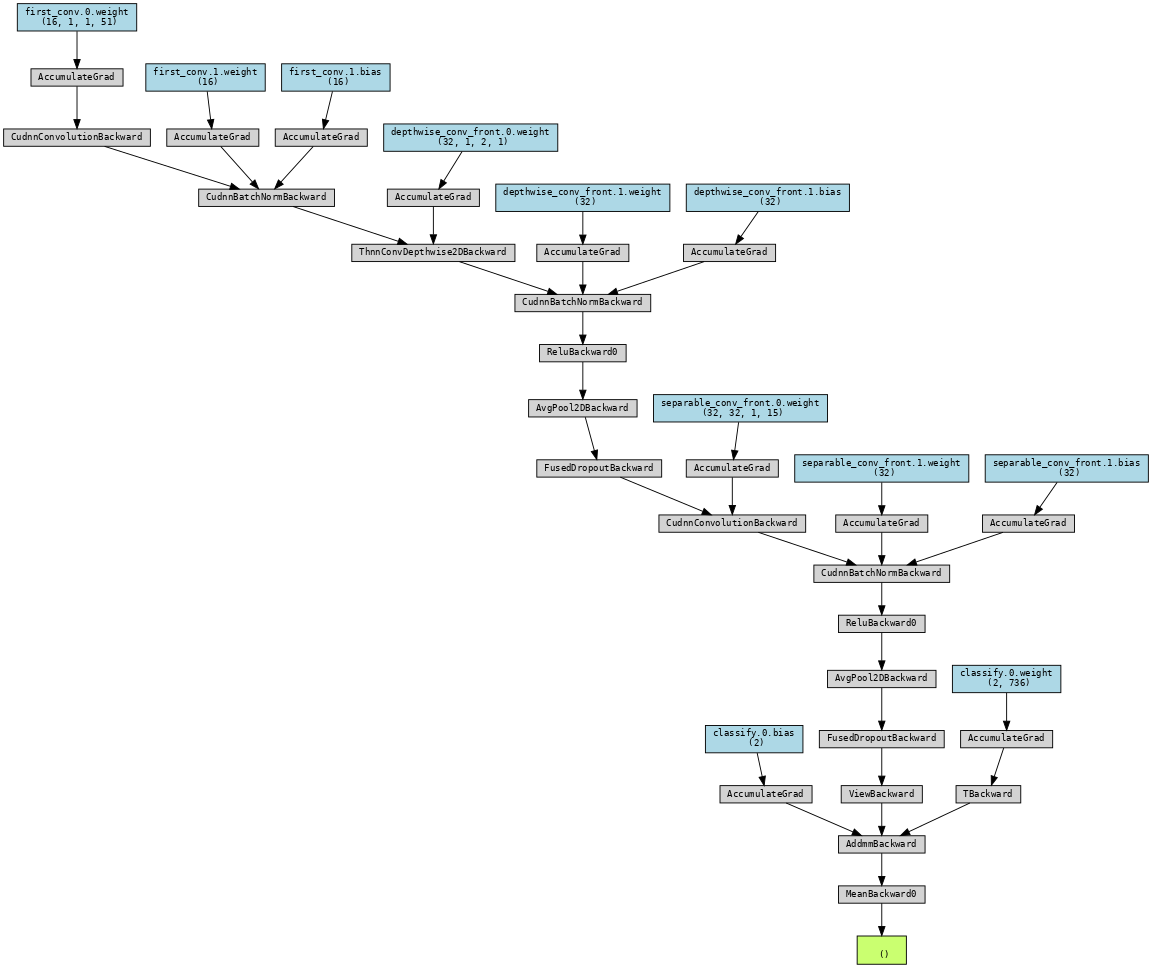 first_conv.0.weight
(16, 1, 1, 51)
AccumulateGrad
first_conv.1.weight
(16)
first_conv.1.bias
(16)
CudnnConvolutionBackward
AccumulateGrad
AccumulateGrad
depthwise_conv_front.0.weight
(32, 1, 2, 1)
CudnnBatchNormBackward
AccumulateGrad
depthwise_conv_front.1.weight
(32)
depthwise_conv_front.1.bias
(32)
ThnnConvDepthwise2DBackward
AccumulateGrad
AccumulateGrad
CudnnBatchNormBackward
ReluBackward0
AvgPool2DBackward
separable_conv_front.0.weight
(32, 32, 1, 15)
FusedDropoutBackward
AccumulateGrad
separable_conv_front.1.weight
(32)
separable_conv_front.1.bias
(32)
CudnnConvolutionBackward
AccumulateGrad
AccumulateGrad
CudnnBatchNormBackward
ReluBackward0
AvgPool2DBackward
classify.0.weight
(2, 736)
classify.0.bias
(2)
FusedDropoutBackward
AccumulateGrad
AccumulateGrad
ViewBackward
TBackward
AddmmBackward
MeanBackward0
()